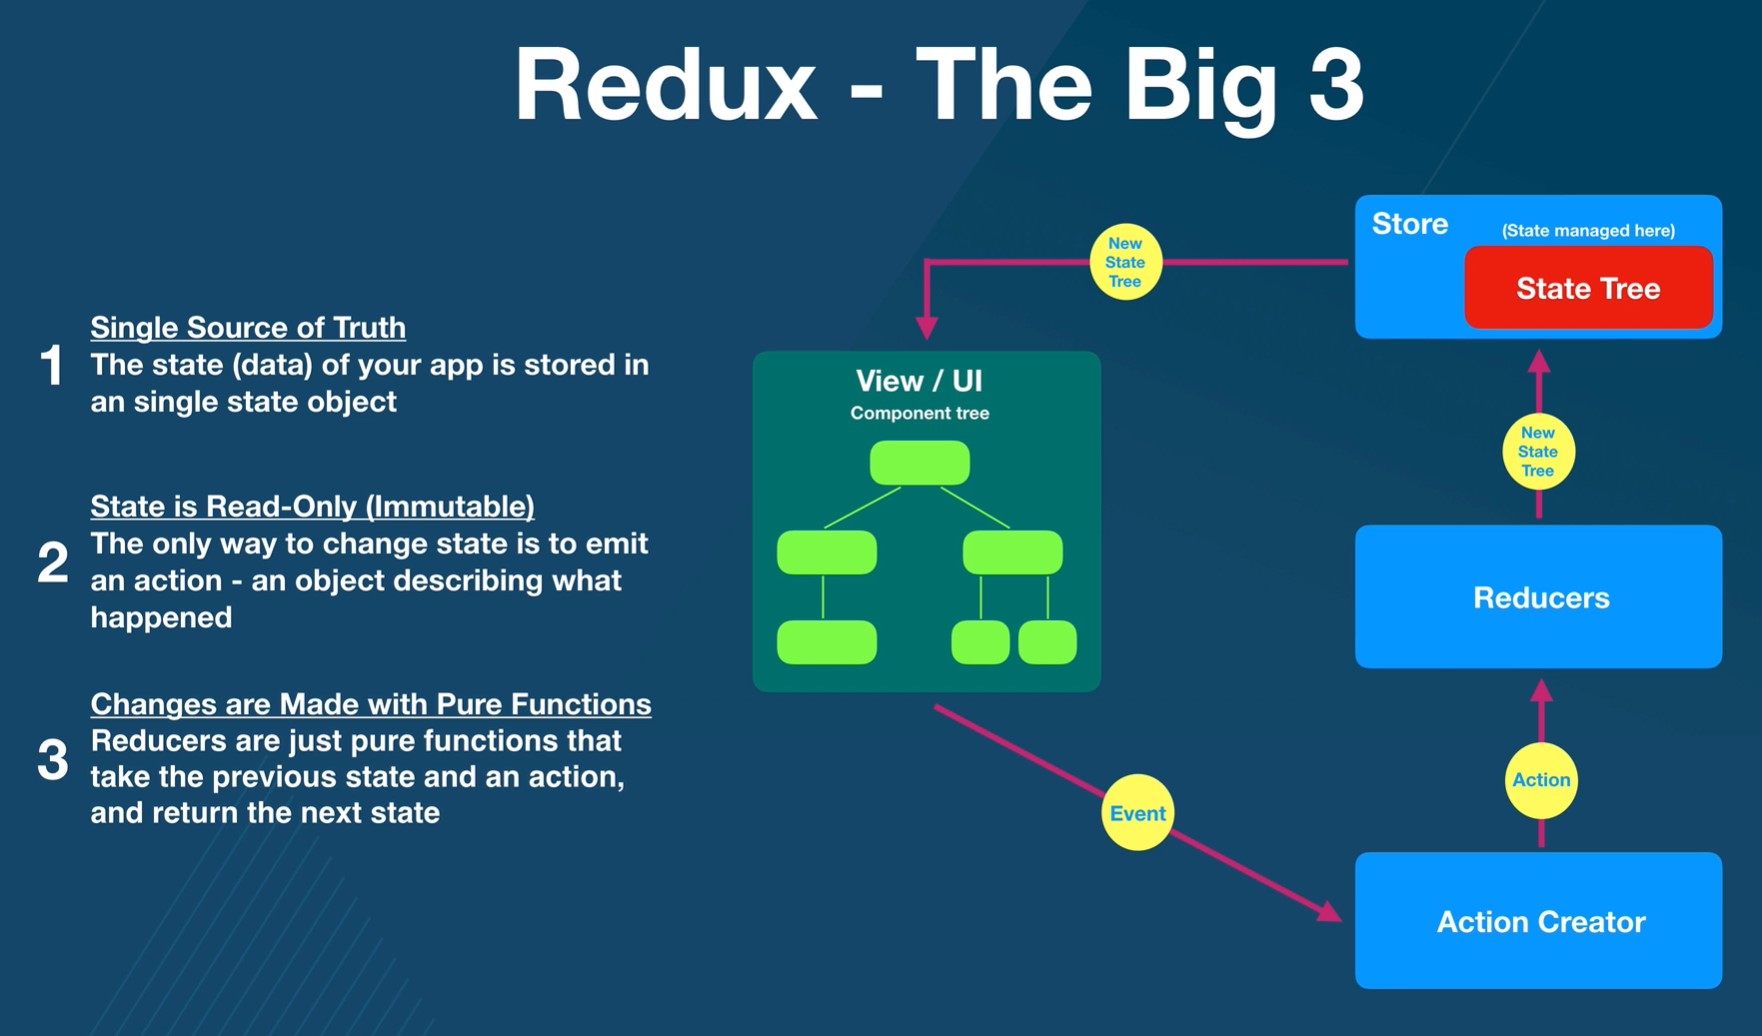 Redux - The Big 3
1
Single Source of Truth
The state (data) of your app is stored in
an single state object
2
State is Read-Only (Immutable)
The only way to change state is to emit
an action - an object describing what
happened
3
Changes are Made with Pure Functions
Reducers are just pure functions that
take the previous state and an action,
and return the next state
View / UI
Component tree
New
State
Tree
Store
(State managed here)
State Tree
New
State
Tree
Reducers
Action
Event
Action Creator